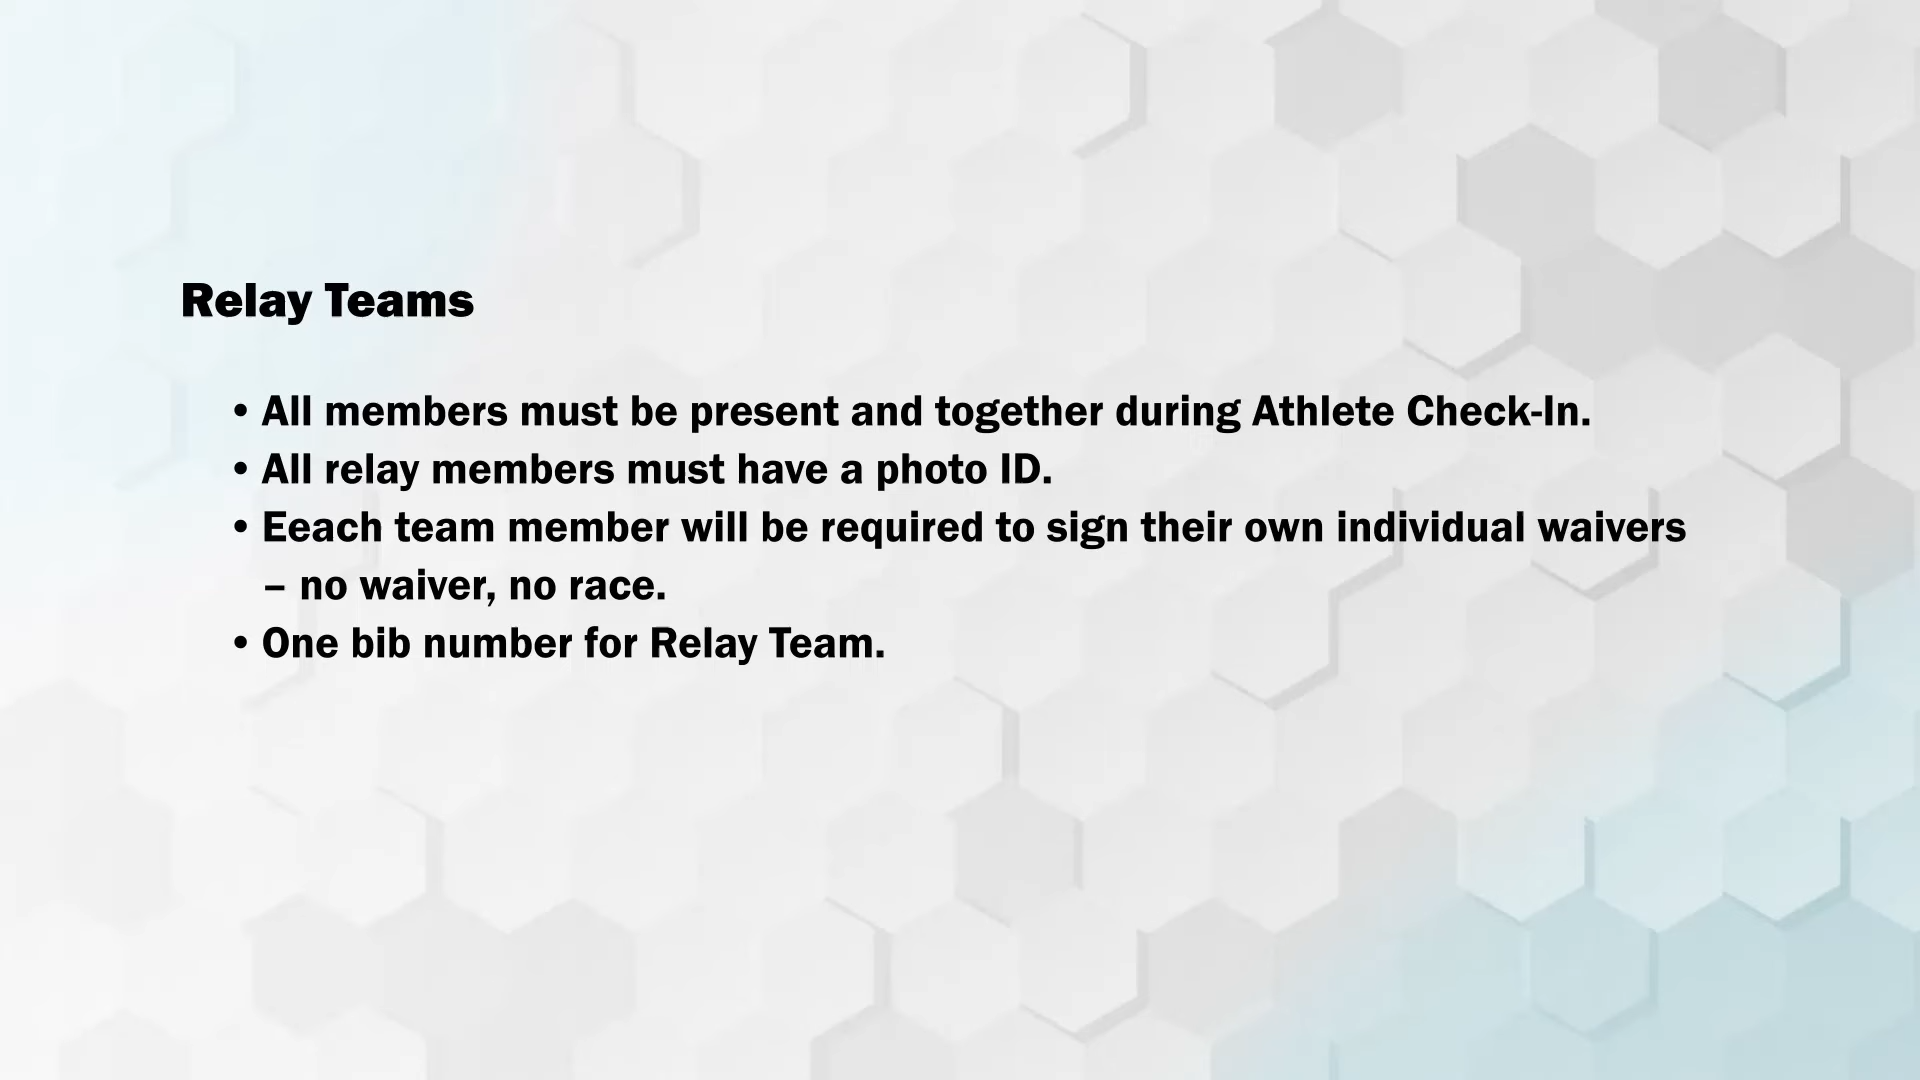 Relay Teams
• All members must be present and together during Athlete Check-In.
• All relay members must have a photo ID.
• Eeach team member will be required to sign their own individual waivers
– no waiver, no race.
• One bib number for Relay Team.